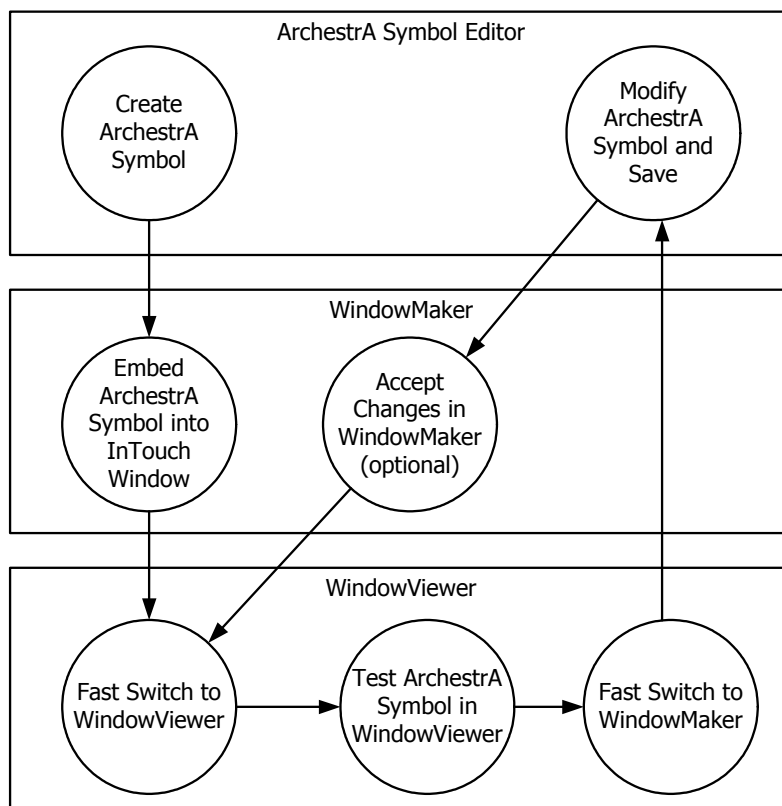 ArchestrA Symbol Editor
Create
ArchestrA
Symbol
Modify
ArchestrA
Symbol and
Save
WindowMaker
Embed
ArchestrA
Symbol into
InTouch
Window
Accept
Changes in
WindowMaker
(optional)
WindowViewer
Fast Switch to
WindowViewer
Test ArchestrA
Symbol in
WindowViewer
Fast Switch to
WindowMaker